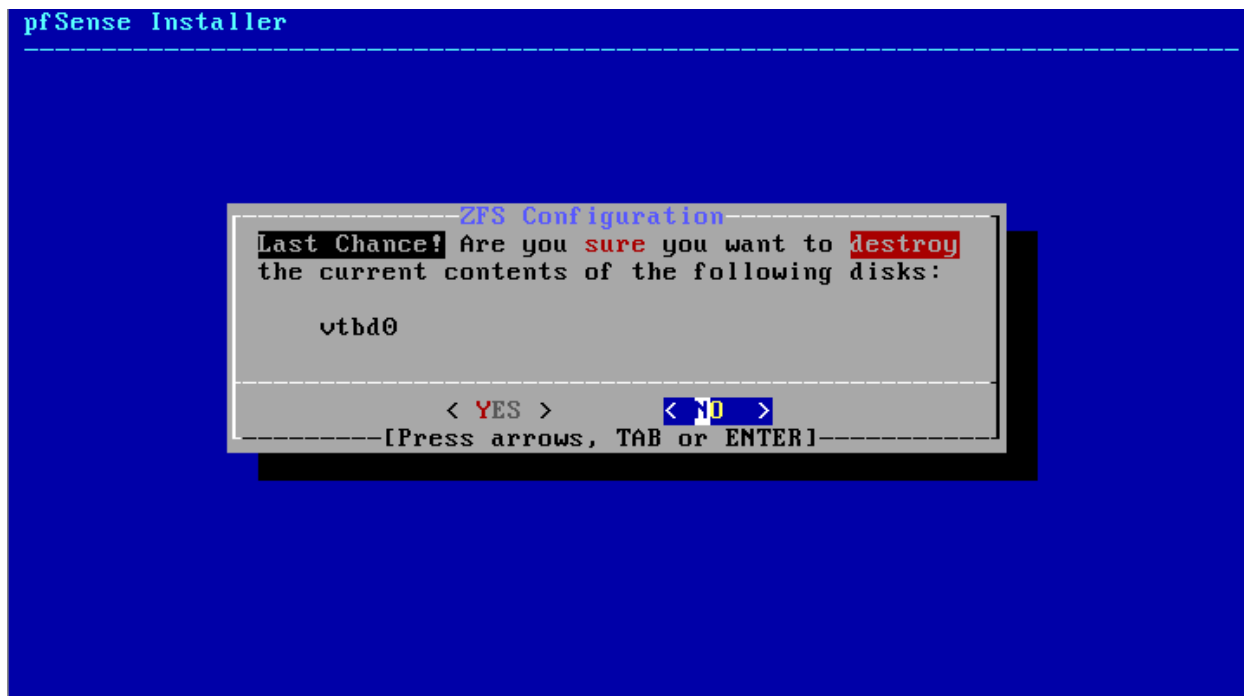 pfSense Installer
ZFS Configuration
Last Chance! Are you sure you want to destroy
the current contents of the following disks:
vtbd0
< YES > < NO >
[Press arrows, TAB or ENTER]